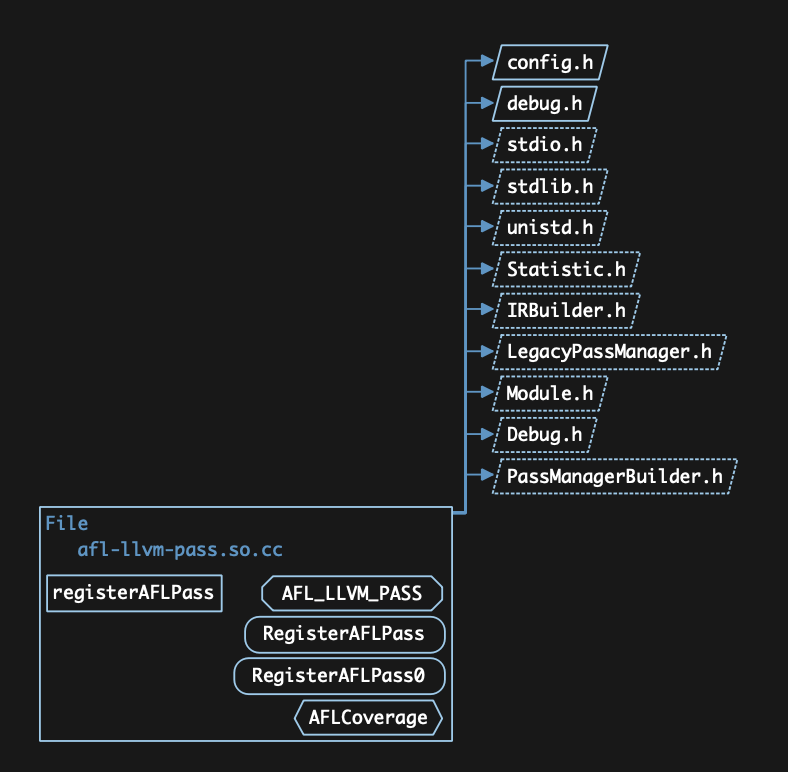 config.h
debug.h
stdio.h
stdlib.h
unistd.h
Statistic.h
IRBuilder.h
LegacyPassManager.h
Module.h
Debug.h
PassManagerBuilder.h
File
afl-llvm-pass.so.cc
registerAFLPass AFL_LLVM_PASS
RegisterAFLPass
RegisterAFLPass0
AFLCoverage